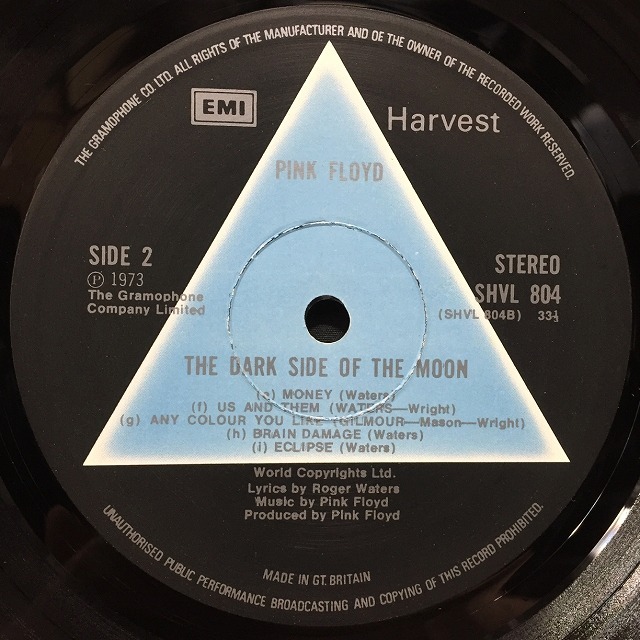 THE GRAMOPHONE CO LTD. ALL RIGHTS OF THE MANUFACTURER AND OF THE OWNER OF THE RECORDED WORK RESERVED.
EMI
Harvest
PINK FLOYD
SIDE 2
Ⓟ 1973
The Gramophone
Company Limited
STEREO
SHVL 804
(SHVL 804B) 33⅓
THE DARK SIDE OF THE MOON
(e) MONEY (Waters)
(f) US AND THEM (WATERS—Wright)
(g) ANY COLOUR YOU LIKE (GILMOUR—Mason—Wright)
(h) BRAIN DAMAGE (Waters)
(i) ECLIPSE (Waters)
World Copyrights Ltd.
Lyrics by Roger Waters
Music by Pink Floyd
Produced by Pink Floyd
MADE IN GT. BRITAIN
UNAUTHORISED PUBLIC PERFORMANCE BROADCASTING AND COPYING OF THIS RECORD PROHIBITED.